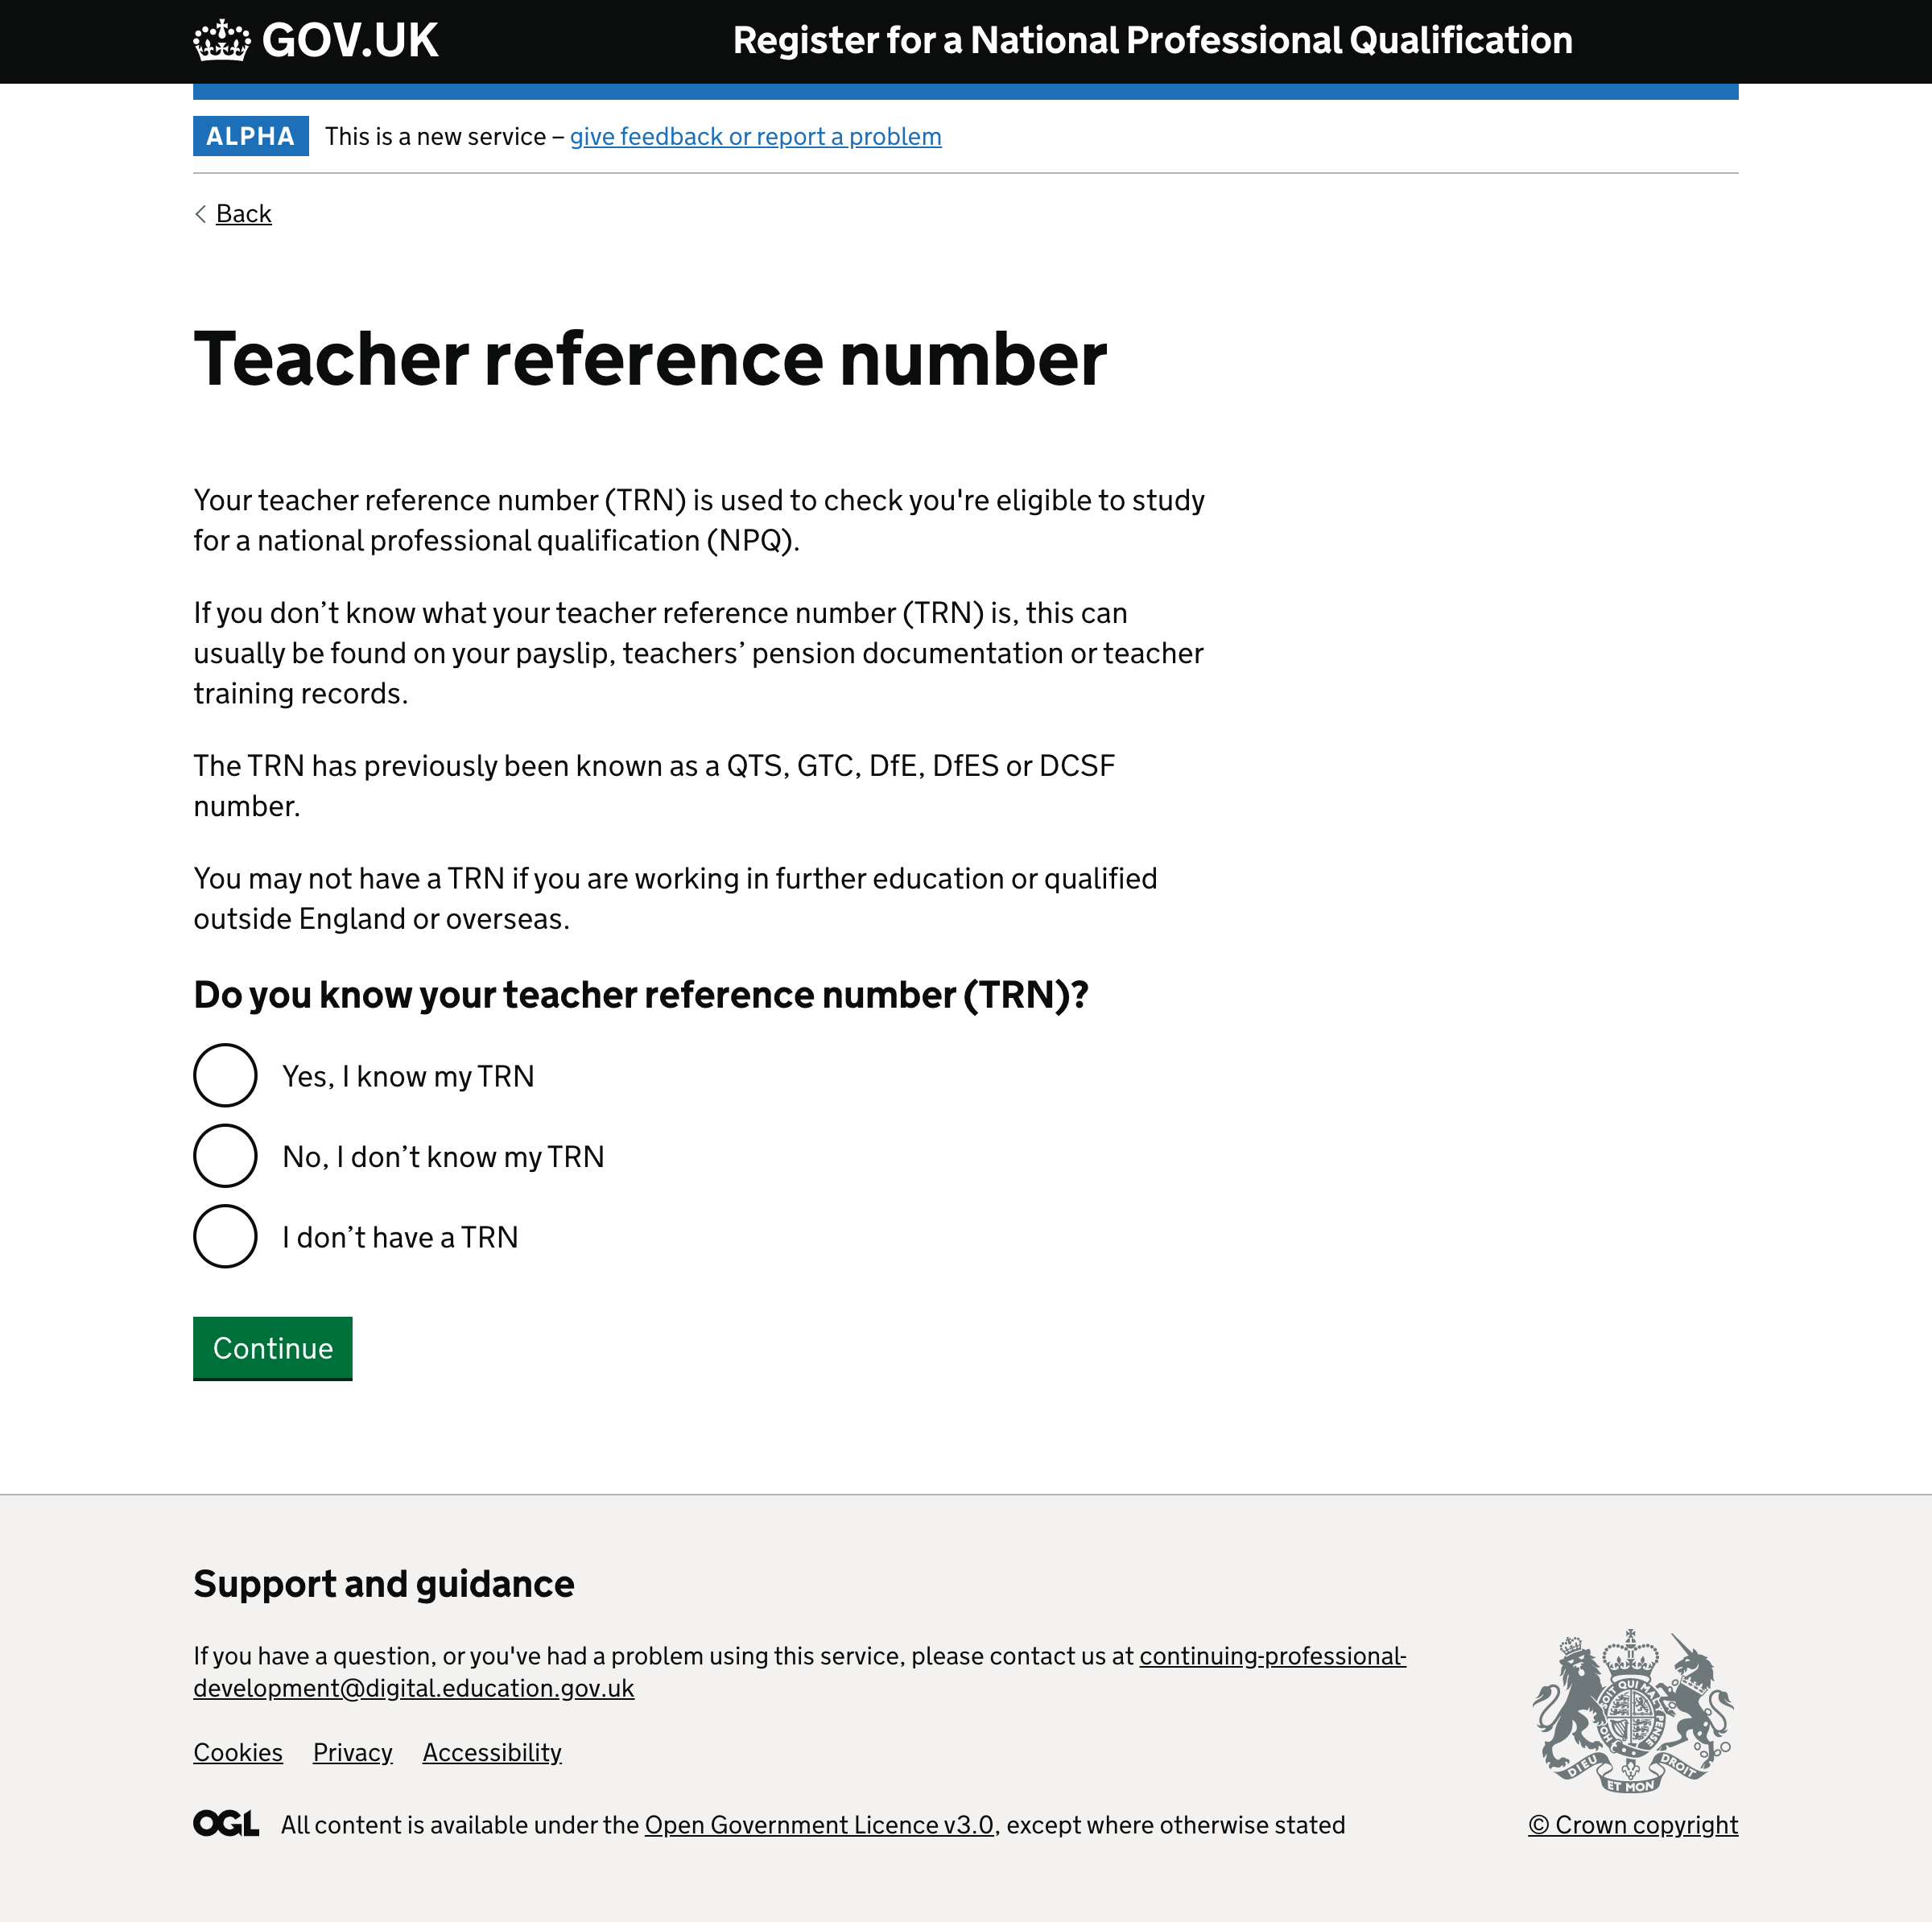 GOV.UK
Register for a National Professional Qualification
ALPHA This is a new service – give feedback or report a problem
Back
Teacher reference number
Your teacher reference number (TRN) is used to check you're eligible to study
for a national professional qualification (NPQ).
If you don’t know what your teacher reference number (TRN) is, this can
usually be found on your payslip, teachers’ pension documentation or teacher
training records.
The TRN has previously been known as a QTS, GTC, DfE, DfES or DCSF
number.
You may not have a TRN if you are working in further education or qualified
outside England or overseas.
Do you know your teacher reference number (TRN)?
Yes, I know my TRN
No, I don’t know my TRN
I don’t have a TRN
Continue
Support and guidance
If you have a question, or you've had a problem using this service, please contact us at continuing-professional-
development@digital.education.gov.uk
Cookies Privacy Accessibility
SOIT QUI MAL Y PENSE HON
DIEU ET MON DROIT
OGL All content is available under the Open Government Licence v3.0, except where otherwise stated
© Crown copyright